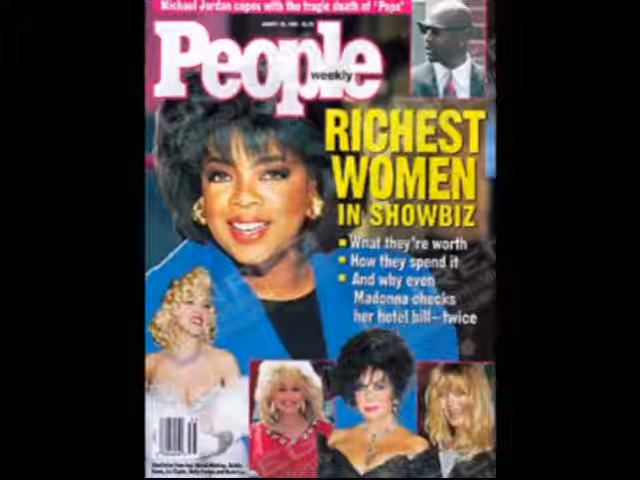 Michael Jordan copes with the tragic death of 'Pops'
People
weekly
RICHEST
WOMEN
IN SHOWBIZ
What they're worth
How they spend it
And why even
Madonna checks
her hotel bill—twice